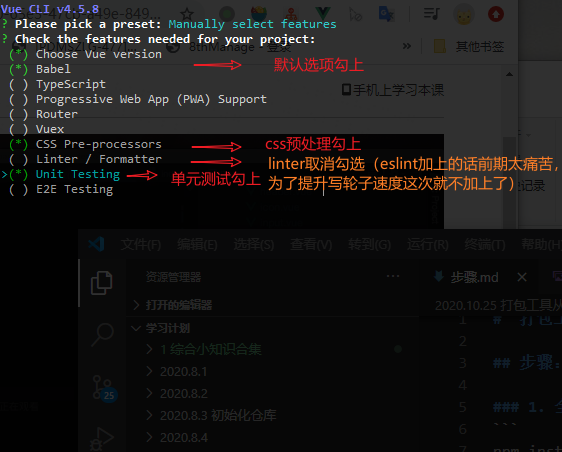 Vue CLI v4.5.8
? Please pick a preset: Manually select features
? Check the features needed for your project:
(*) Choose Vue version
(*) Babel
默认选项勾上
( ) TypeScript
( ) Progressive Web App (PWA) Support
( ) Router
( ) Vuex
(*) CSS Pre-processors
css预处理勾上
( ) Linter / Formatter
linter取消勾选（eslint加上的话前期太痛苦，
为了提升写轮子速度这次就不加上了）
>(*) Unit Testing
单元测试勾上
( ) E2E Testing
其他书签
手机上学习本课
记录
文件(F) 编辑(E) 选择(S) 查看(V) 转到(G) 运行(R) 终端(T) 帮助(H)
资源管理器
步骤.md
打开的编辑器
2020.10.25 打包工具从
学习计划
1 综合小知识合集
2020.8.1
2020.8.2
2020.8.3 初始化仓库
2020.8.4
25
1
2
3 ## 步骤
4
5 ### 1.
6 ```
7